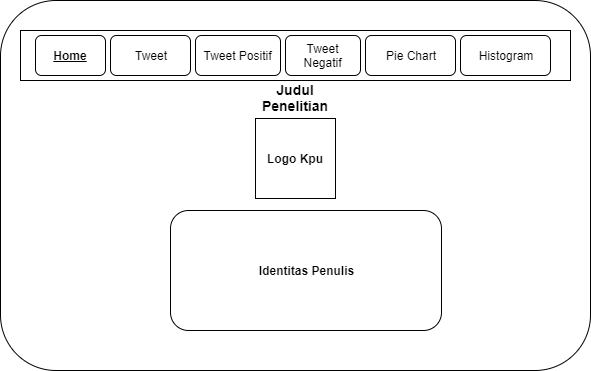 Home
Tweet
Tweet Positif
Tweet
Negatif
Pie Chart
Histogram
Judul
Penelitian
Logo Kpu
Identitas Penulis